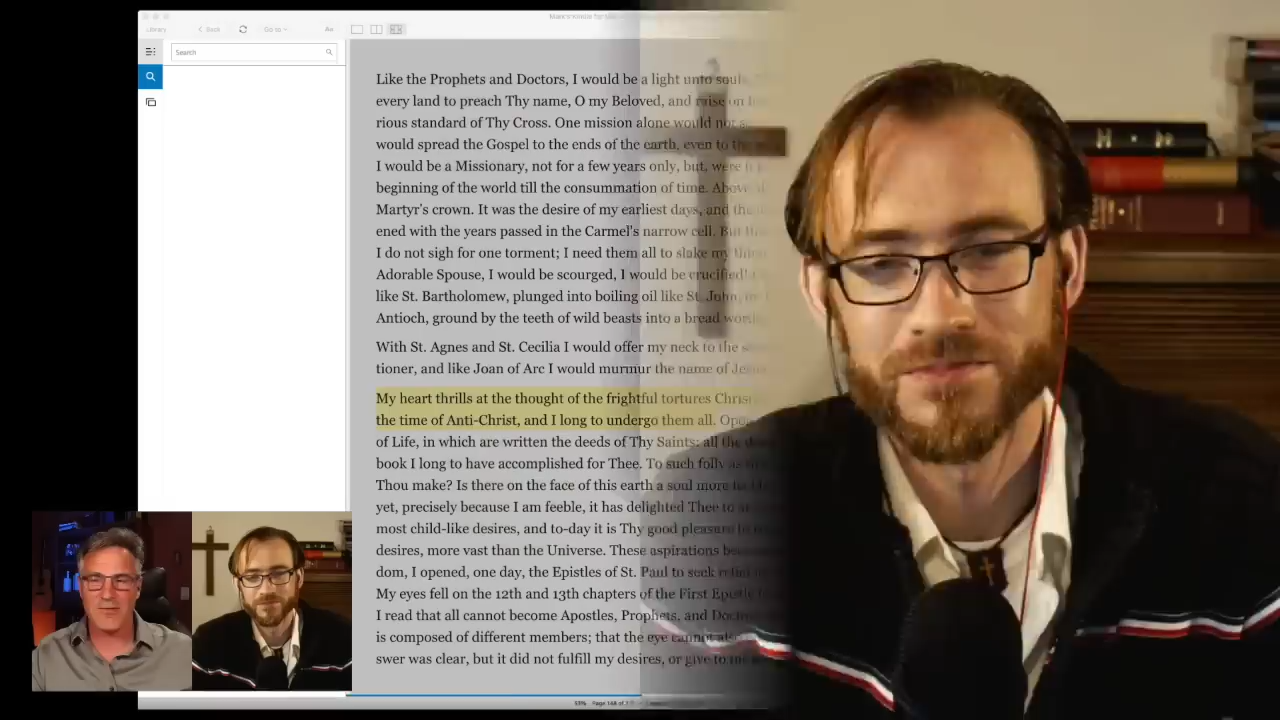 Library
Back
Go to
Aa
Search
Like the Prophets and Doctors, I would be a light unto souls,
every land to preach Thy name, O my Beloved, and raise on
rious standard of Thy Cross. One mission alone would not
would spread the Gospel to the ends of the earth, even to the
I would be a Missionary, not for a few years only, but, were it
beginning of the world till the consummation of time. Above
Martyr's crown. It was the desire of my earliest days, and the
ened with the years passed in the Carmel's narrow cell. But
I do not sigh for one torment; I need them all to slake my thirst
Adorable Spouse, I would be scourged, I would be crucified!
like St. Bartholomew, plunged into boiling oil like St. John,
Antioch, ground by the teeth of wild beasts into a bread
With St. Agnes and St. Cecilia I would offer my neck to the
tioner, and like Joan of Arc I would murmur the name of Jesus
My heart thrills at the thought of the frightful tortures
the time of Anti-Christ, and I long to undergo them all.
of Life, in which are written the deeds of Thy Saints: all the
book I long to have accomplished for Thee. To such folly as
Thou make? Is there on the face of this earth a soul more
yet, precisely because I am feeble, it has delighted Thee to
most child-like desires, and to-day it is Thy good pleasure to
desires, more vast than the Universe. These aspirations
dom, I opened, one day, the Epistles of St. Paul to seek
My eyes fell on the 12th and 13th chapters of the First Epistle
I read that all cannot become Apostles, Prophets, and
is composed of different members; that the eye cannot
swer was clear, but it did not fulfill my desires, or give to
53% Page 148 of